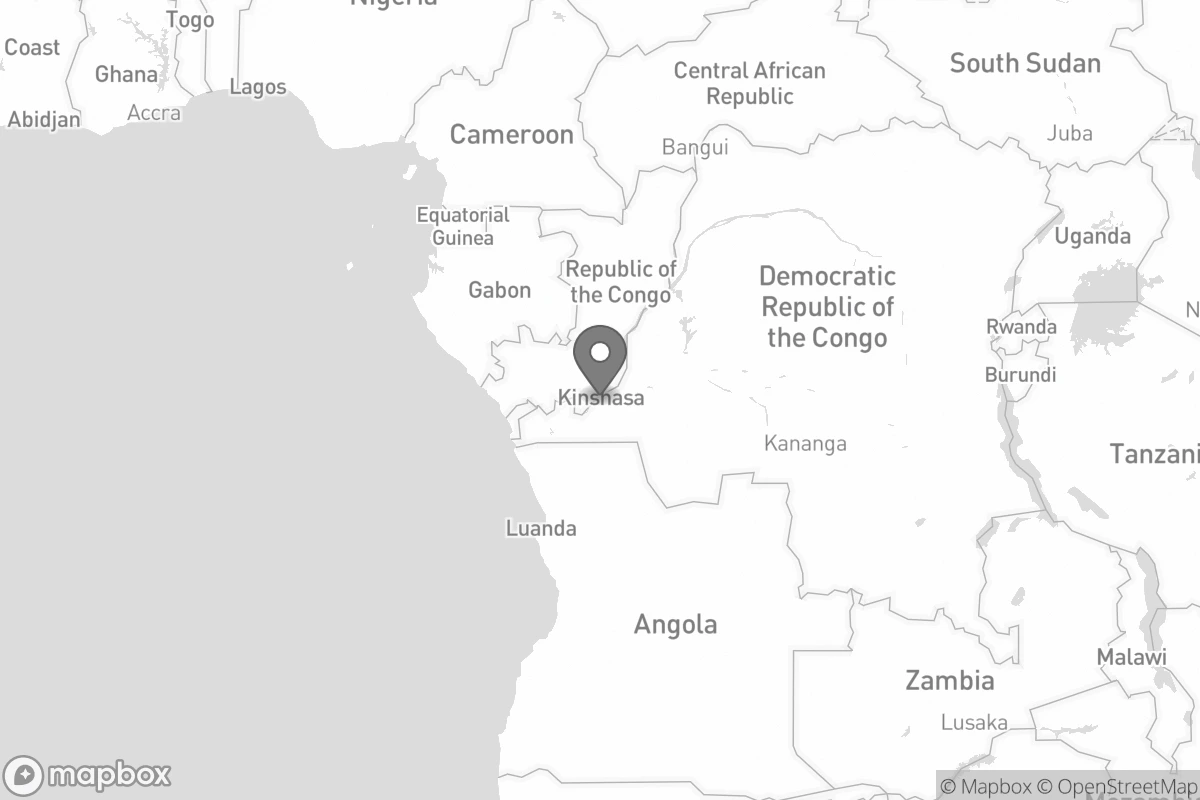 Nigeria
Togo
Coast
Ghana
Lagos
Accra
Abidjan
Cameroon
Central African
Republic
Bangui
South Sudan
Juba
Equatorial
Guinea
Gabon
Republic of
the Congo
Democratic
Republic of
the Congo
Uganda
Rwanda
Burundi
Kinshasa
Kananga
Tanzani
Luanda
Angola
Zambia
Malawi
Lusaka
mapbox
© Mapbox © OpenStreetMap